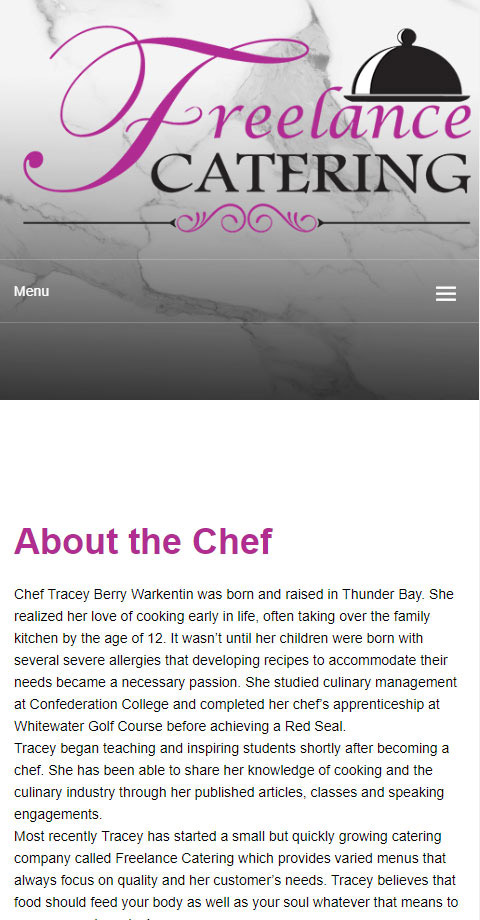 Freelance
CATERING
Menu
About the Chef
Chef Tracey Berry Warkentin was born and raised in Thunder Bay. She
realized her love of cooking early in life, often taking over the family
kitchen by the age of 12. It wasn’t until her children were born with
several severe allergies that developing recipes to accommodate their
needs became a necessary passion. She studied culinary management
at Confederation College and completed her chef’s apprenticeship at
Whitewater Golf Course before achieving a Red Seal.
Tracey began teaching and inspiring students shortly after becoming a
chef. She has been able to share her knowledge of cooking and the
culinary industry through her published articles, classes and speaking
engagements.
Most recently Tracey has started a small but quickly growing catering
company called Freelance Catering which provides varied menus that
always focus on quality and her customer’s needs. Tracey believes that
food should feed your body as well as your soul whatever that means to